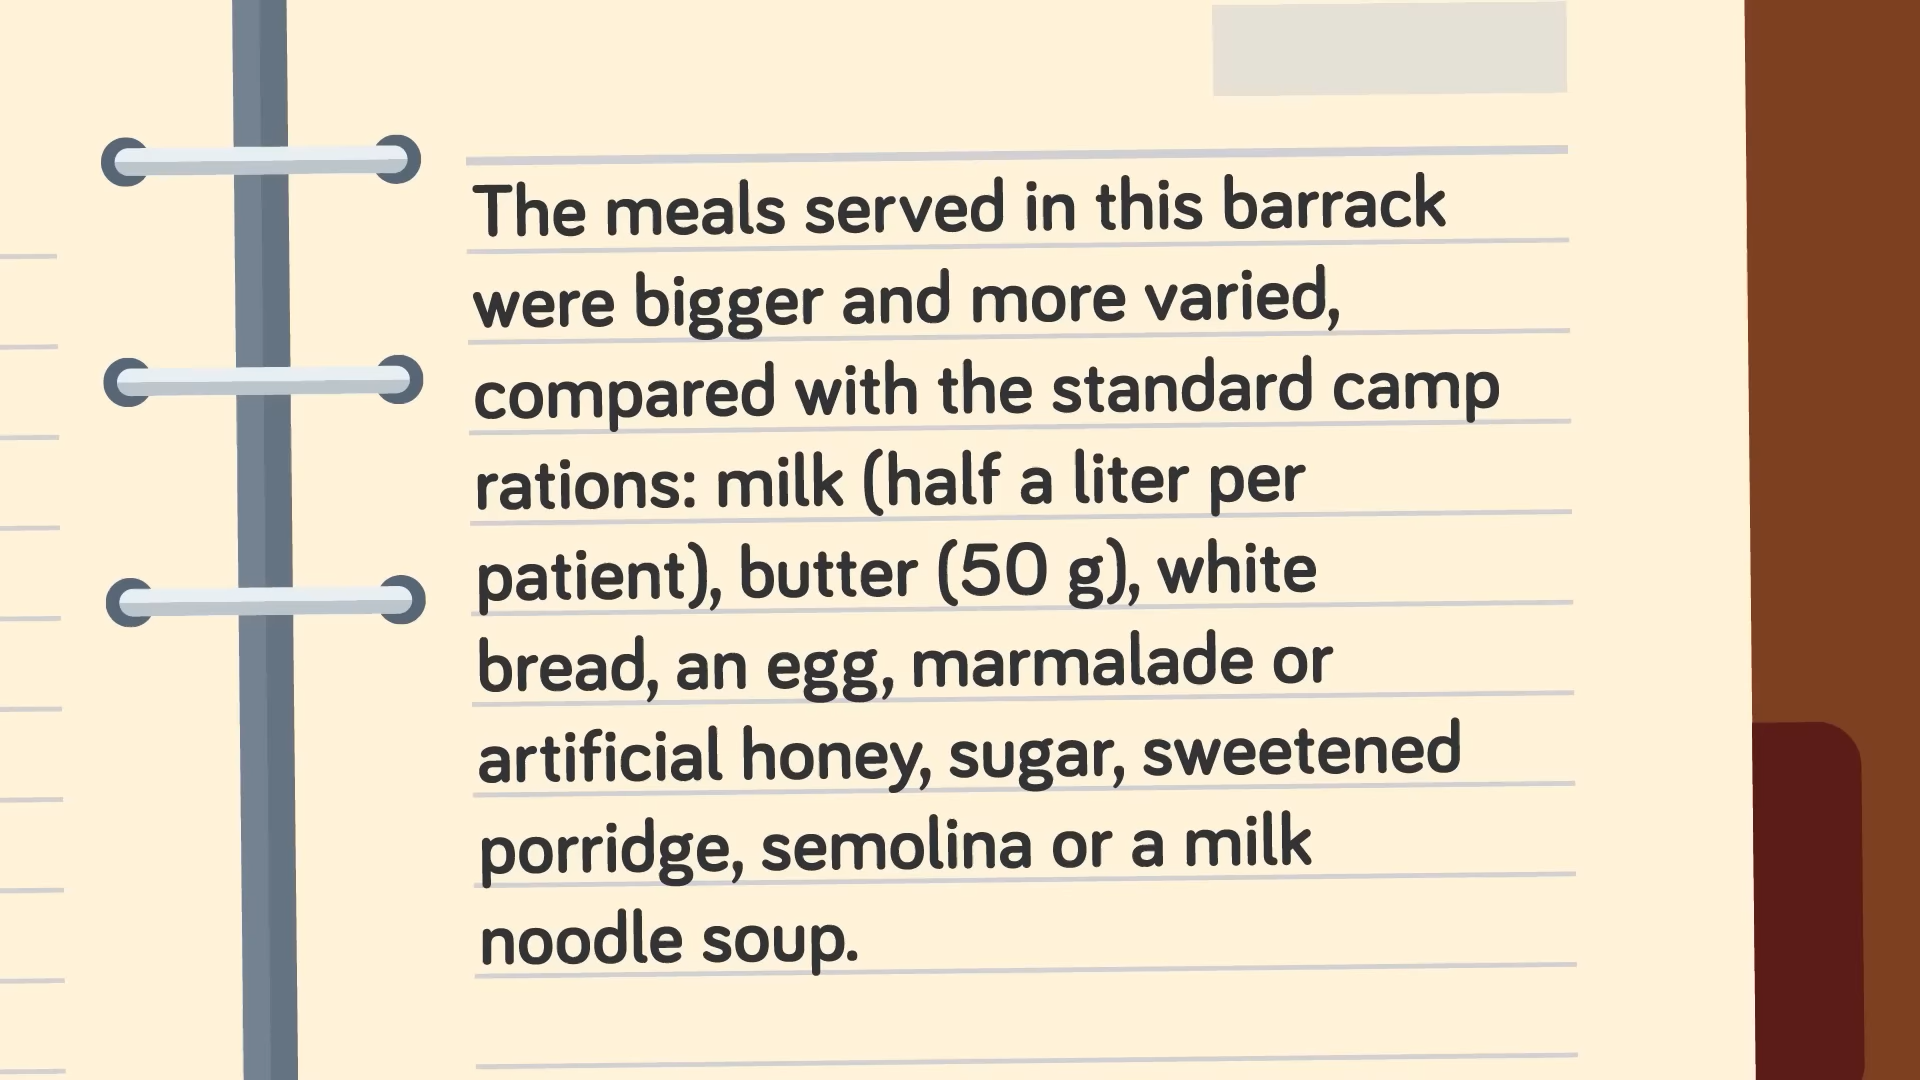 The meals served in this barrack
were bigger and more varied,
compared with the standard camp
rations: milk (half a liter per
patient), butter (50 g), white
bread, an egg, marmalade or
artificial honey, sugar, sweetened
porridge, semolina or a milk
noodle soup.